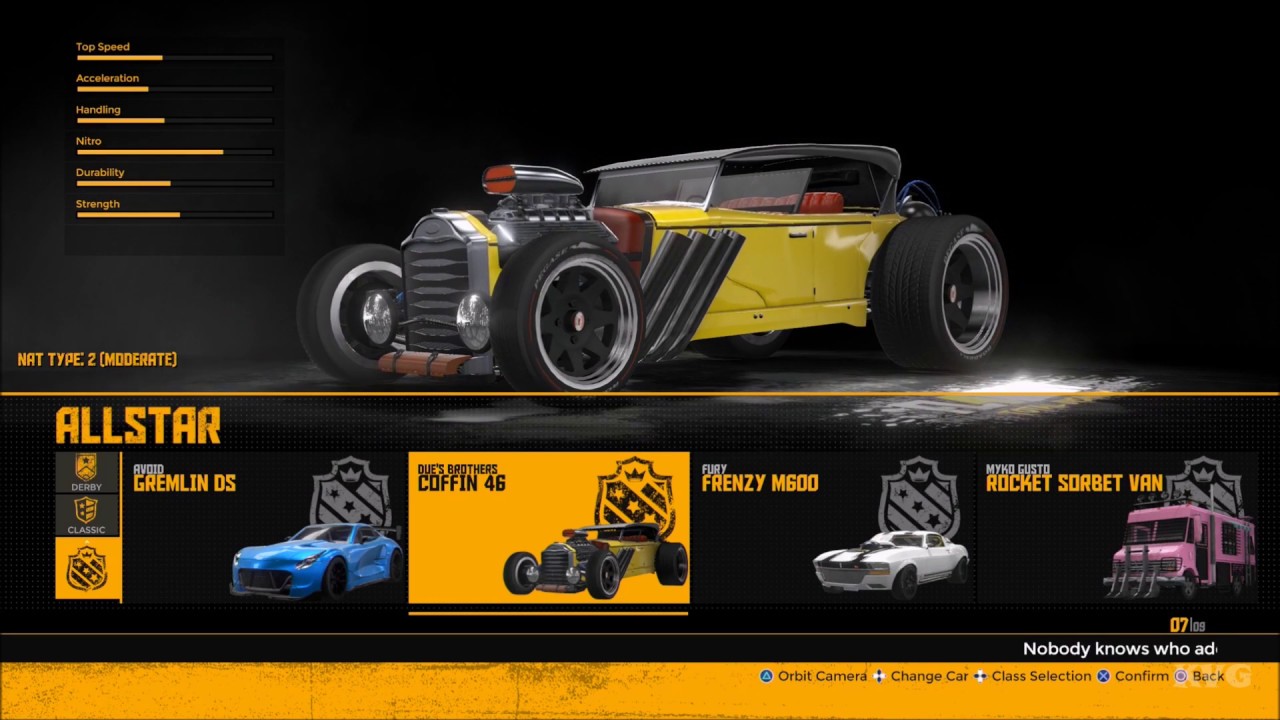 Top Speed
Acceleration
Handling
Nitro
Durability
Strength
NAT TYPE: 2 (MODERATE)
ALLSTAR
DERBY
CLASSIC
AVOID
GREMLIN DS
DUE'S BROTHERS
COFFIN 46
FURY
FRENZY M600
MYKO GUSTO
ROCKET SORBET VAN
07|09
Nobody knows who ad
Orbit Camera Change Car Class Selection Confirm Back
XVG